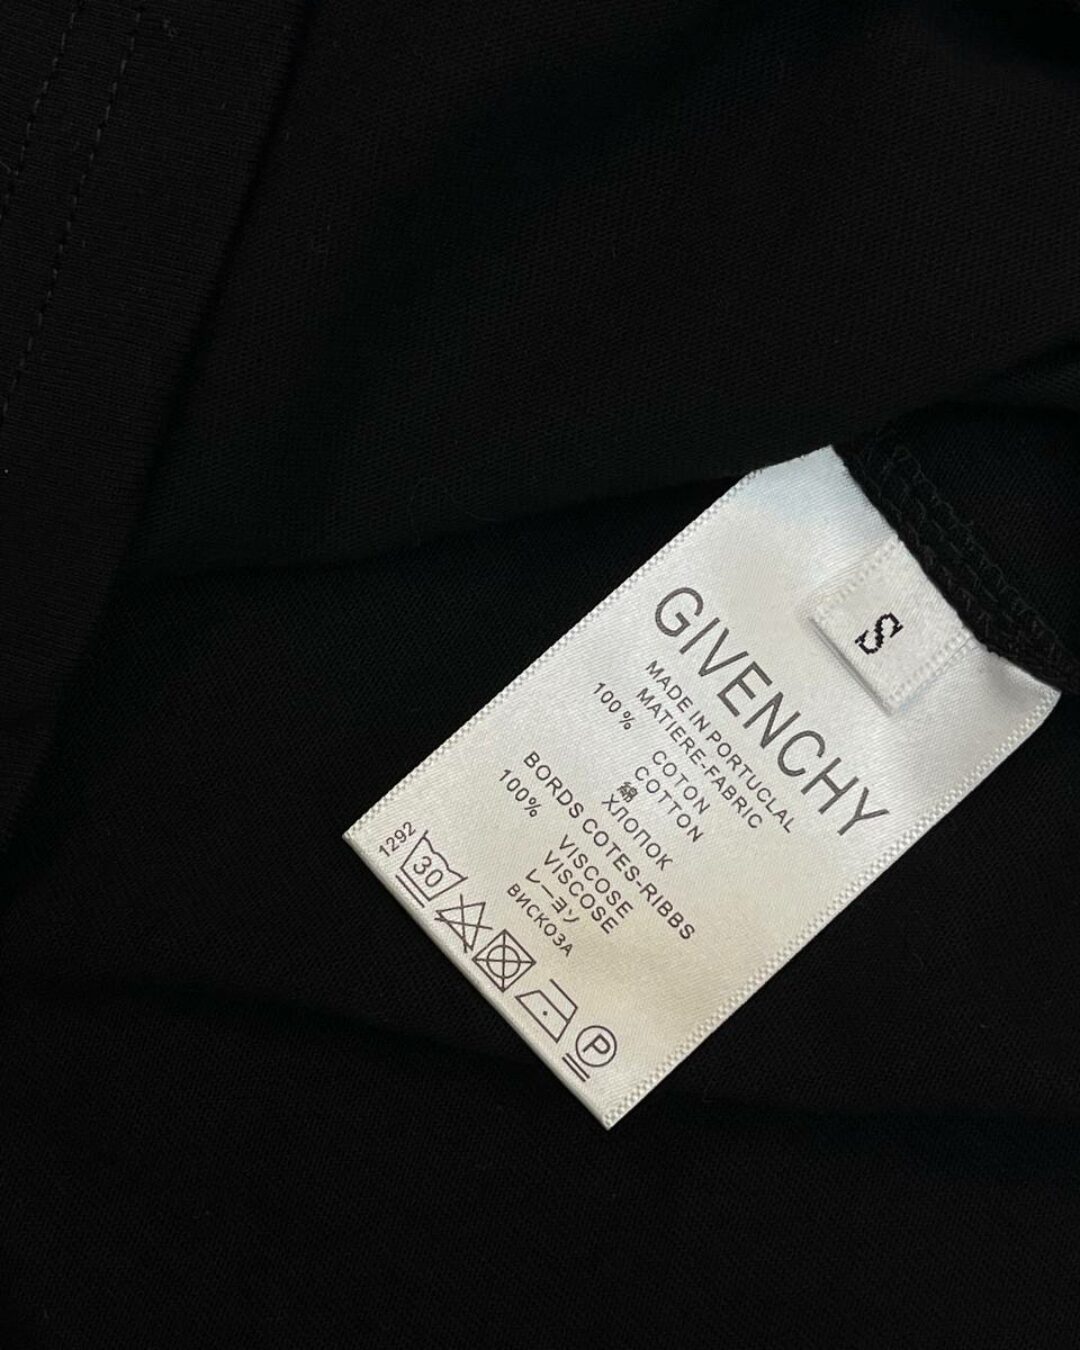 S
GIVENCHY
MADE IN PORTUCLAL
MATIERE-FABRIC
100%
COTON
COTTON
綿
ХЛОПОК
BORDS COTES-RIBBS
100%
VISCOSE
VISCOSE
レーヨン
ВИСКОЗА
1292
30
P